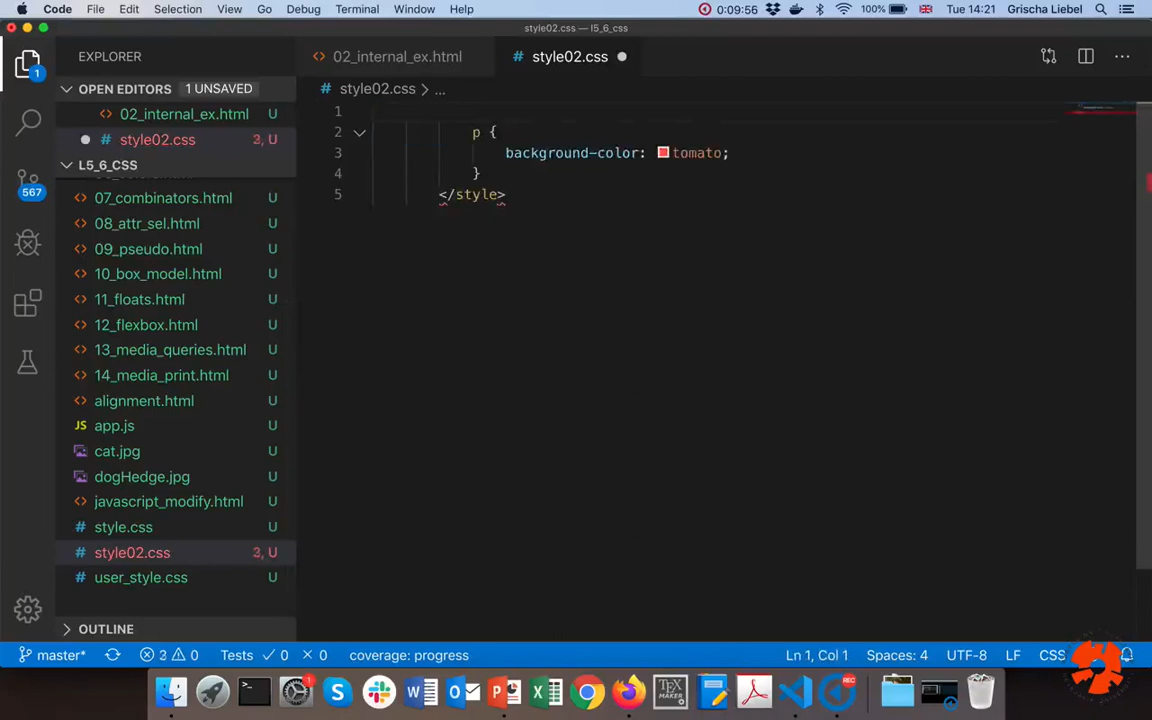 Code File Edit Selection View Go Debug Terminal Window Help 0:09:56 100% Tue 14:21 Grischa Liebel
style02.css — l5_6_css
EXPLORER
02_internal_ex.html
style02.css
OPEN EDITORS 1 UNSAVED
style02.css > ...
02_internal_ex.html U
style02.css 2, U
L5_6_CSS
07_combinators.html U
08_attr_sel.html U
09_pseudo.html U
10_box_model.html U
11_floats.html U
12_flexbox.html U
13_media_queries.html U
14_media_print.html U
alignment.html U
JS app.js U
cat.jpg U
dogHedge.jpg U
javascript_modify.html U
# style.css U
# style02.css 2, U
# user_style.css U
OUTLINE
1
567
1
2 p {
3 background-color: tomato;
4 }
5 </style>
master* 2 0 Tests 0 0 coverage: progress Ln 1, Col 1 Spaces: 4 UTF-8 LF CSS